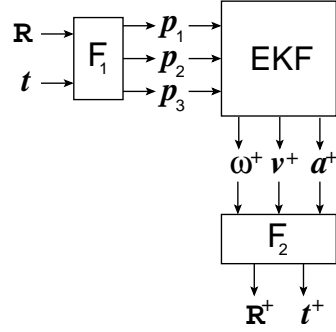 R
t
F₁
p₁
p₂
p₃
EKF
ω⁺ v⁺ a⁺
F₂
R⁺ t⁺